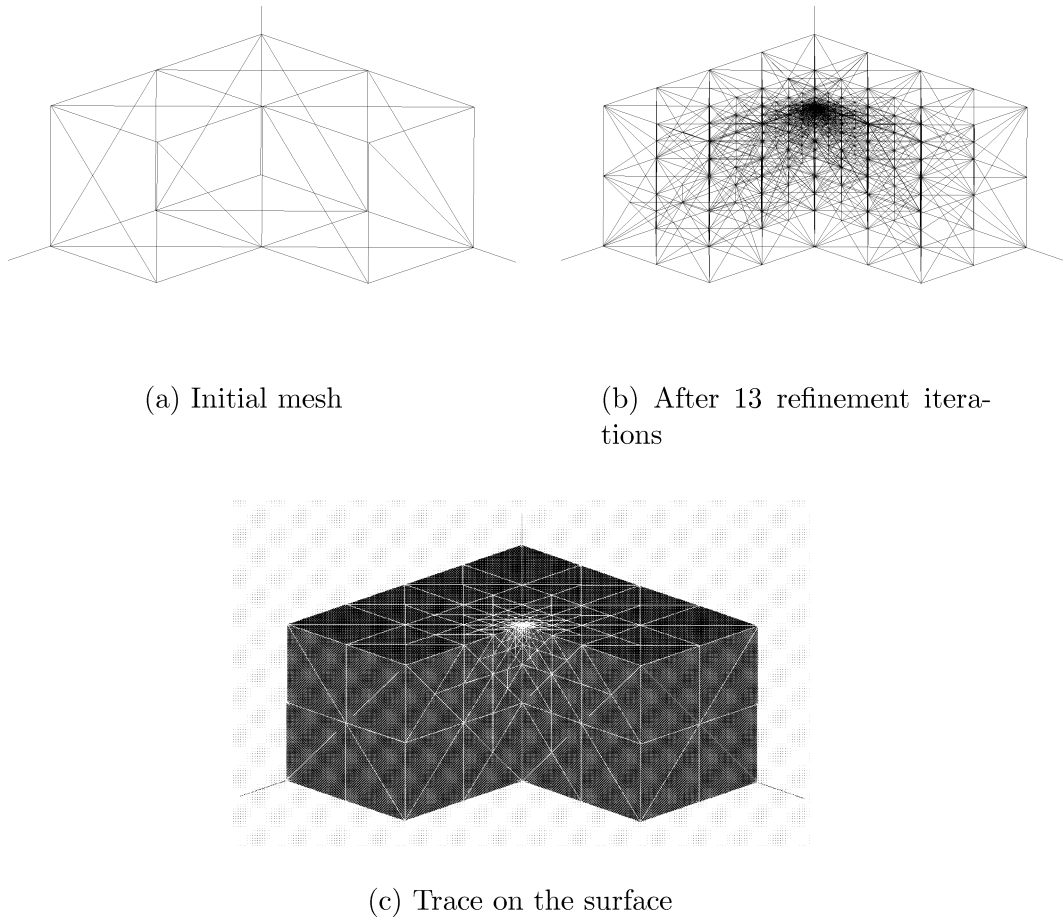 (a) Initial mesh
(b) After 13 refinement itera-
tions
(c) Trace on the surface